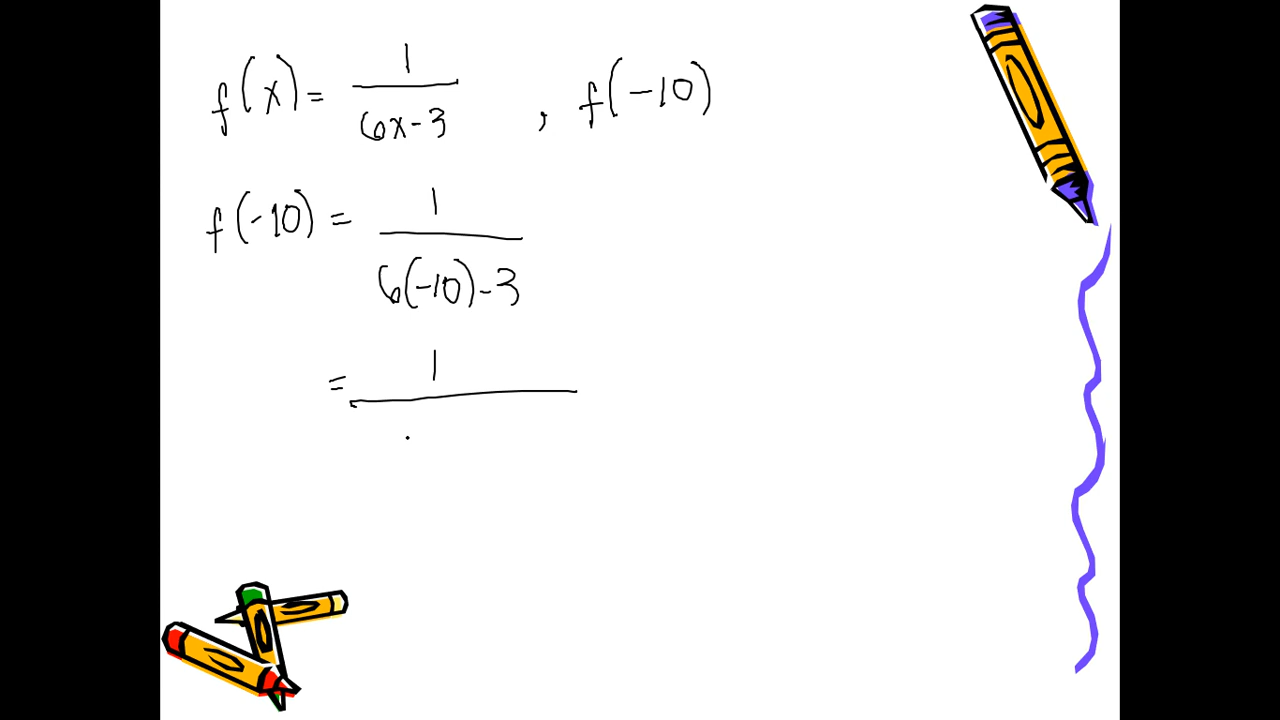 f(x) = 1/(6x-3) , f(-10)
f(-10) = 1/(6(-10)-3)
= 1/